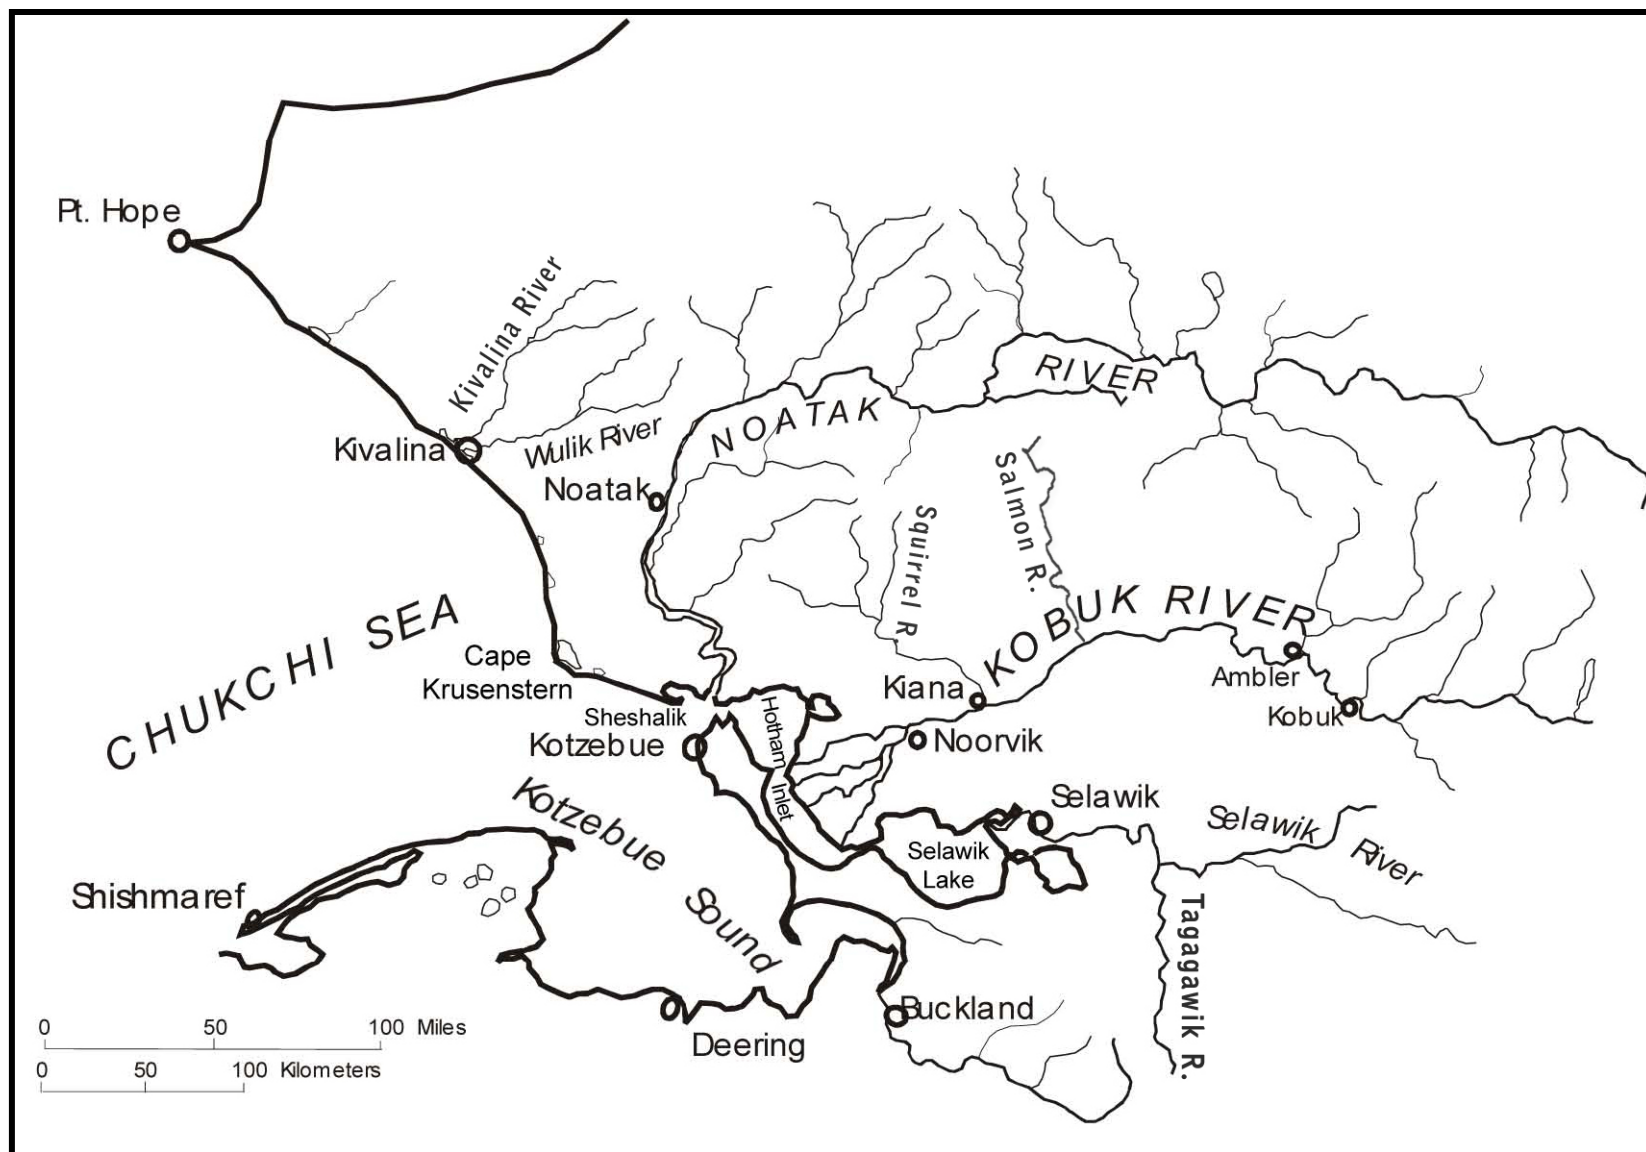 Pt. Hope
Kivalina River
RIVER
NOATAK
Kivalina
Wulik River
Noatak
Salmon R.
Squirrel R.
CHUKCHI SEA
KOBUK RIVER
Cape
Krusenstern
Kiana
Ambler
Kobuk
Sheshalik
Kotzebue
Hotham
Inlet
Noorvik
Kotzebue
Sound
Selawik
Selawik
River
Selawik
Lake
Shishmaref
Tagagawik R.
Buckland
Deering
0 50 100 Miles
0 50 100 Kilometers